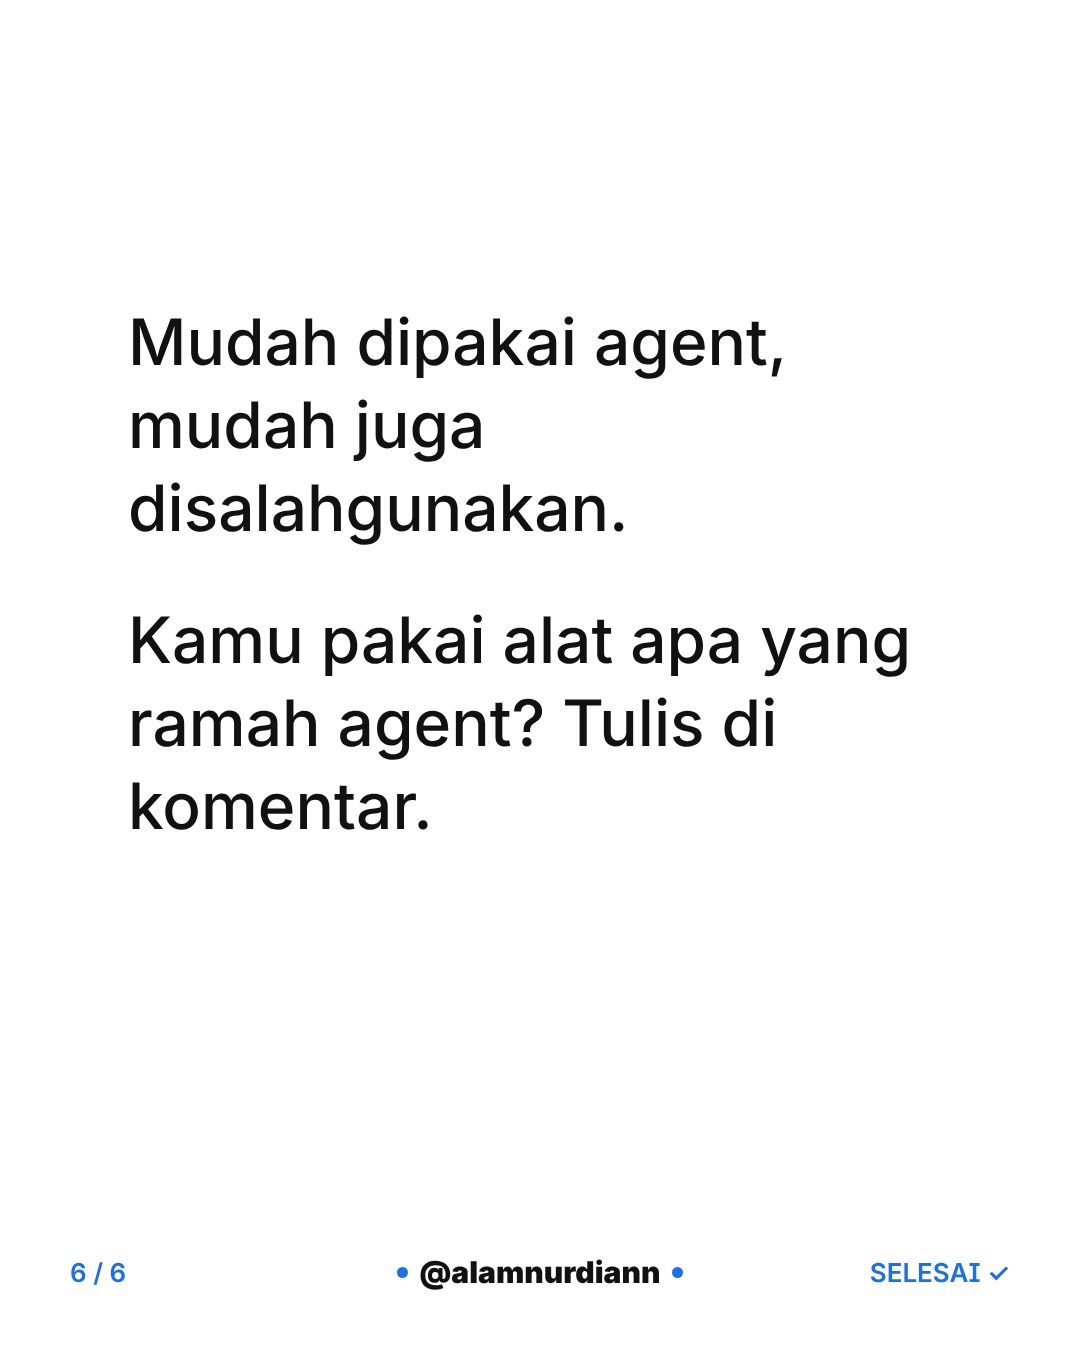 Mudah dipakai agent,
mudah juga
disalahgunakan.
Kamu pakai alat apa yang
ramah agent? Tulis di
komentar.
6 / 6
• @alamnurdiann •
SELESAI ✓